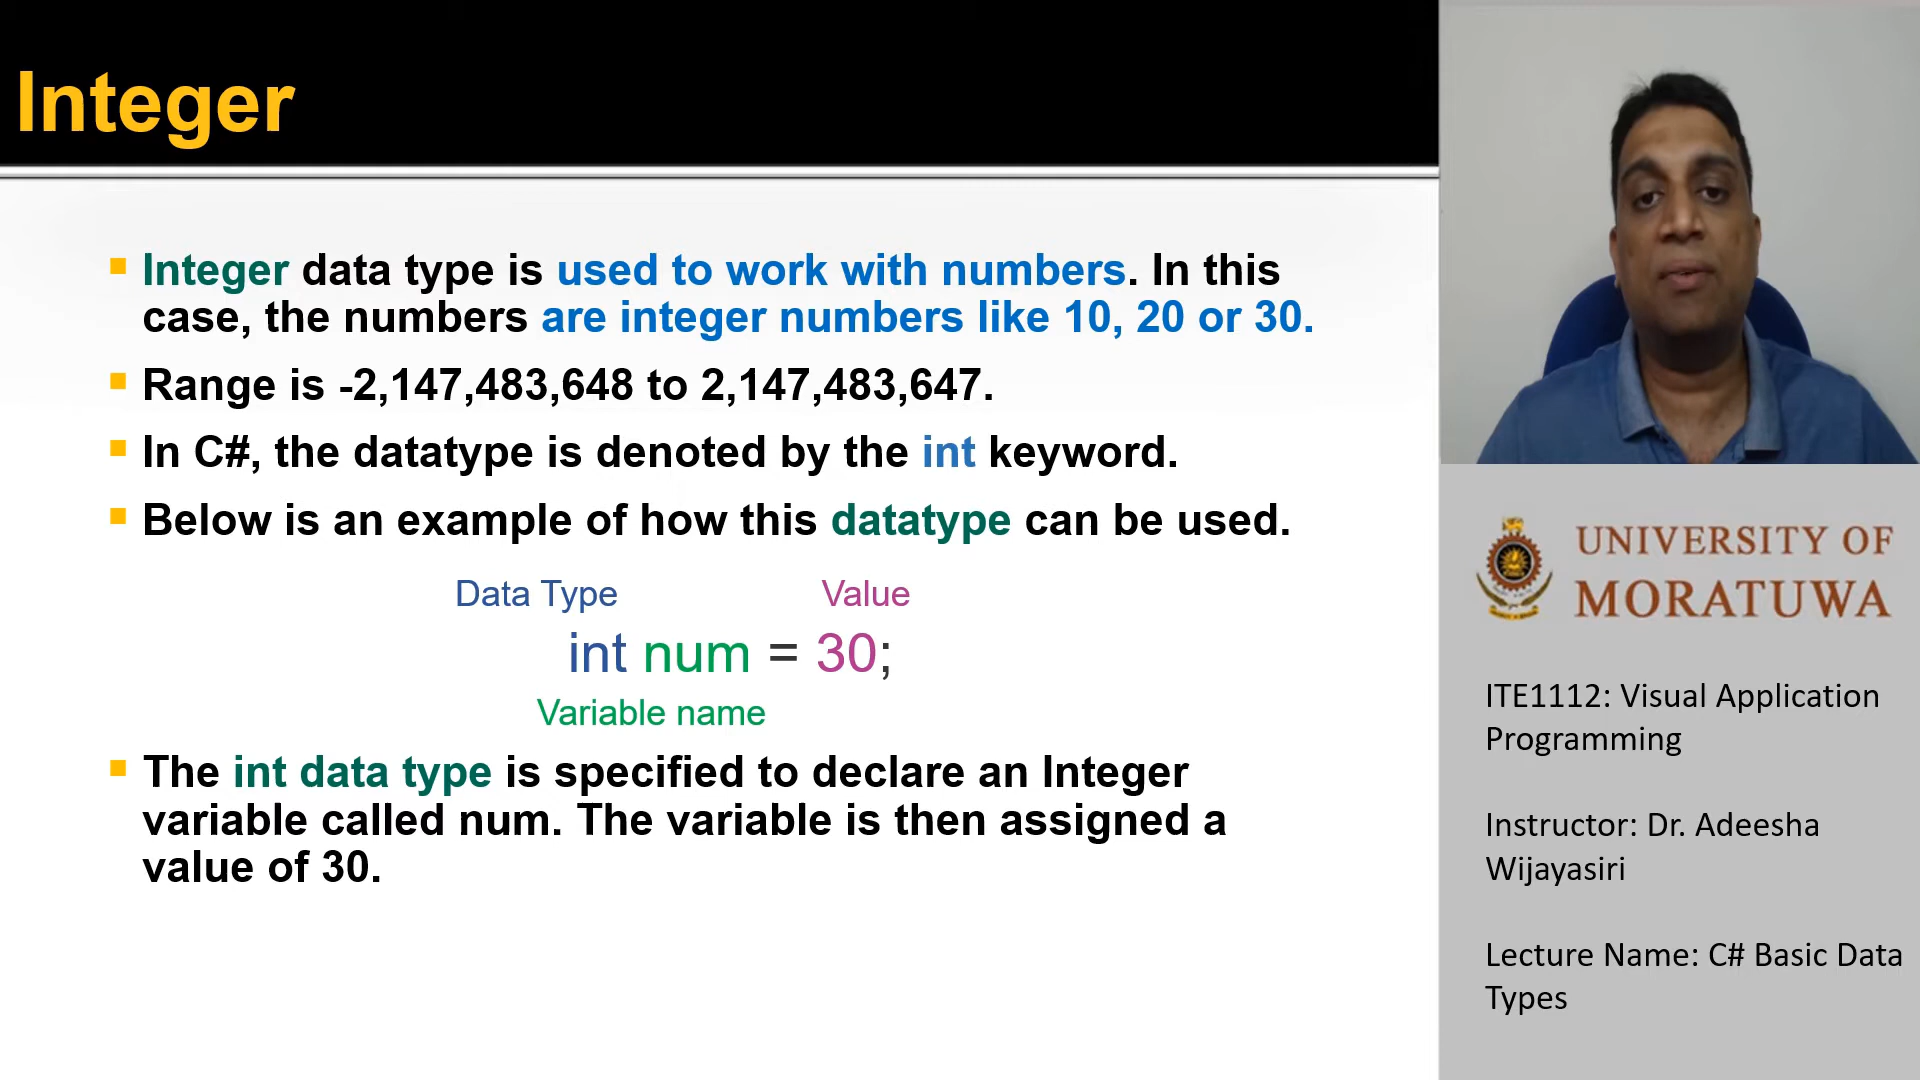 Integer
Integer data type is used to work with numbers. In this
case, the numbers are integer numbers like 10, 20 or 30.
Range is -2,147,483,648 to 2,147,483,647.
In C#, the datatype is denoted by the int keyword.
Below is an example of how this datatype can be used.
Data Type Value
int num = 30;
Variable name
The int data type is specified to declare an Integer
variable called num. The variable is then assigned a
value of 30.
UNIVERSITY OF
MORATUWA
ITE1112: Visual Application
Programming
Instructor: Dr. Adeesha
Wijayasiri
Lecture Name: C# Basic Data
Types